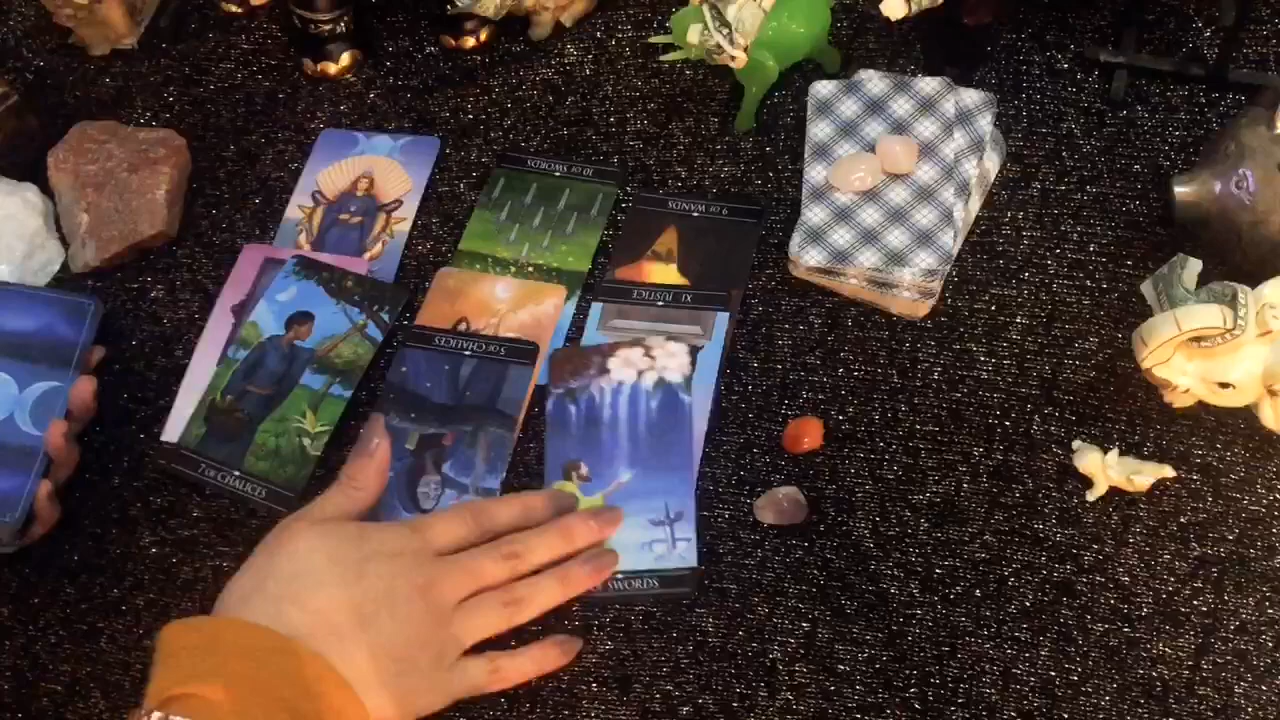 10 OF SWORDS
9 OF WANDS
XI JUSTICE
5 OF CHALICES
7 OF CHALICES
SWORDS